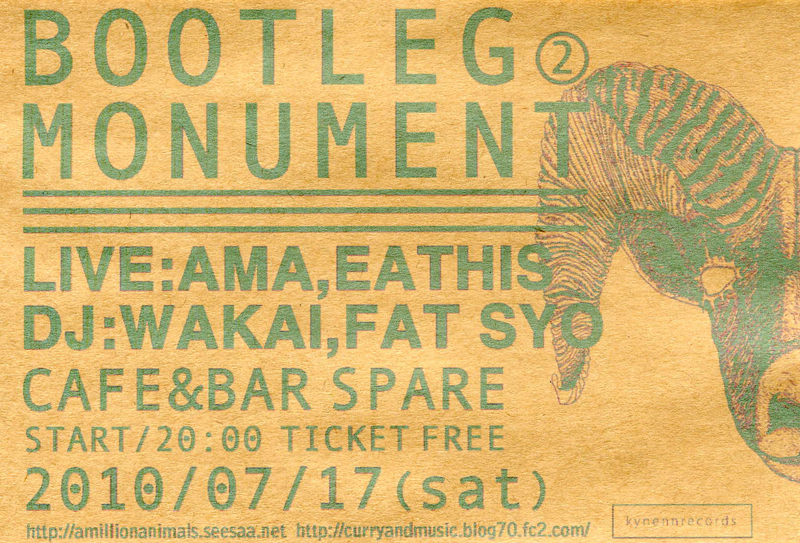 BOOTLEG②
MONUMENT
LIVE:AMA,EATHIS
DJ:WAKAI,FAT SYO
CAFE&BAR SPARE
START/20:00 TICKET FREE
2010/07/17(sat)
http://amillionanimals.seesaa.net http://curryandmusic.blog70.fc2.com/
kynennrecords